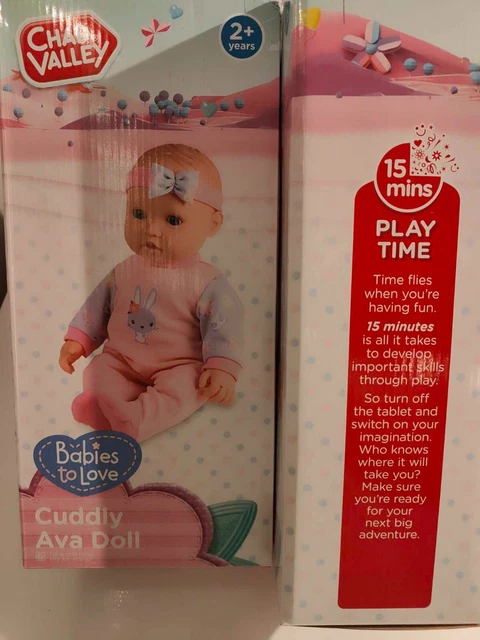 CHAD
VALLEY
2+
years
Babies
to Love
Cuddly
Ava Doll
15
mins
PLAY
TIME
Time flies
when you're
having fun.
15 minutes
is all it takes
to develop
important skills
through play.
So turn off
the tablet and
switch on your
imagination.
Who knows
where it will
take you?
Make sure
you're ready
for your
next big
adventure.